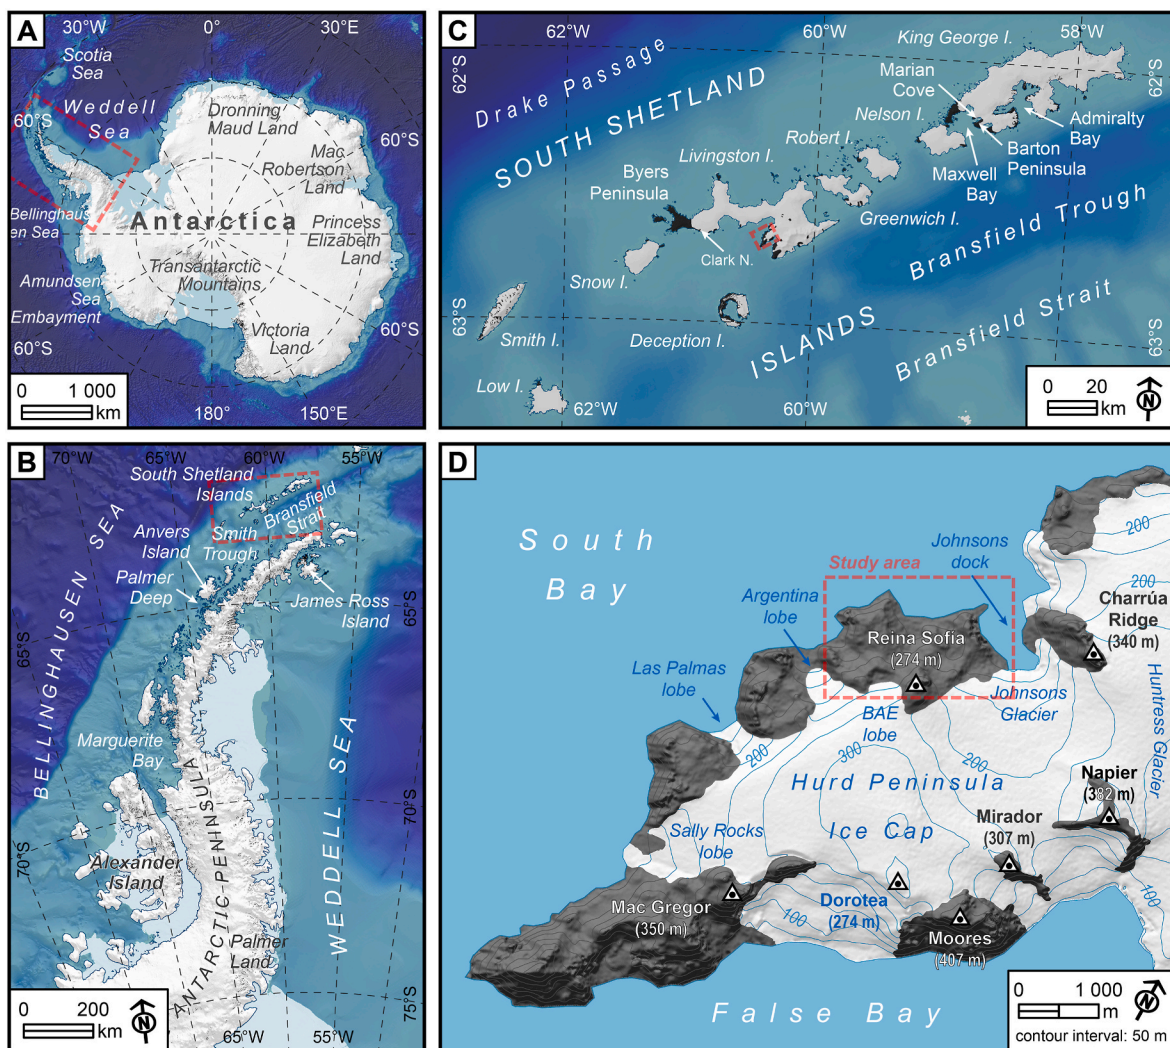 A
30°W
0°
30°E
Scotia
Sea
Weddell
Sea
60°S
60°S
60°S
Dronning
Maud Land
Mac
Robertson
Land
Antarctica
Princess
Elizabeth
Land
Bellinghaus
en Sea
Transantarctic
Mountains
Amundsen
Sea
Embayment
Victoria
Land
60°S
60°S
0
1 000
km
180°
150°E
C
62°W
60°W
58°W
62°S
62°S
Drake Passage
SOUTH SHETLAND
King George I.
Marian
Cove
Nelson I.
Admiralty
Bay
Robert I.
Barton
Peninsula
Livingston I.
Maxwell
Bay
Byers
Peninsula
Greenwich I.
Bransfield Trough
Clark N.
Snow I.
63°S
Smith I.
Deception I.
ISLANDS
Bransfield Strait
63°S
Low I.
62°W
60°W
0
20
km
N
B
70°W
65°W
60°W
55°W
South Shetland
Islands
Bransfield
Strait
Smith
Trough
Anvers
Island
Palmer
Deep
James Ross
Island
65°S
65°S
BELLINGHAUSEN SEA
Marguerite
Bay
WEDDELL SEA
70°S
70°S
Alexander
Island
ANTARCTIC PENINSULA
Palmer
Land
75°S
65°W
60°W
55°W
0
200
km
N
D
South
Bay
Study area
Johnsons
dock
200
200
Argentina
lobe
Reina Sofia
(274 m)
Charrúa
Ridge
(340 m)
Las Palmas
lobe
BAE
lobe
Johnsons
Glacier
Huntress Glacier
200
300
200
Hurd Peninsula
Ice Cap
Napier
(382 m)
Mirador
(307 m)
Sally Rocks
lobe
Mac Gregor
(350 m)
Dorotea
(274 m)
100
100
Moores
(407 m)
False Bay
0
1 000
m
N
contour interval: 50 m